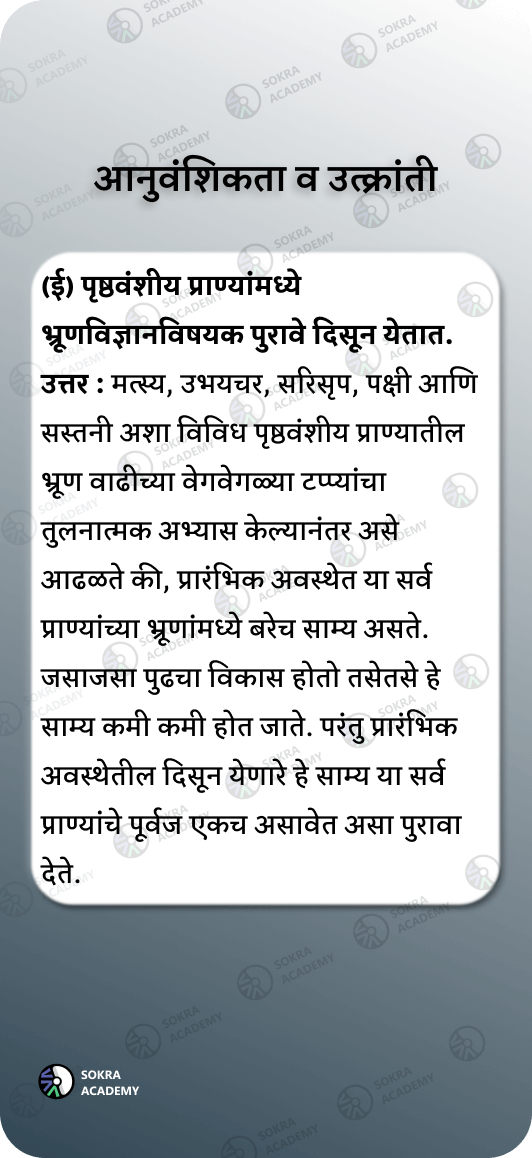 आनुवंशिकता व उत्क्रांती
(ई) पृष्ठवंशीय प्राण्यांमध्ये
भ्रूणविज्ञानविषयक पुरावे दिसून येतात.
उत्तर : मत्स्य, उभयचर, सरिसृप, पक्षी आणि
सस्तनी अशा विविध पृष्ठवंशीय प्राण्यातील
भ्रूण वाढीच्या वेगवेगळ्या टप्प्यांचा
तुलनात्मक अभ्यास केल्यानंतर असे
आढळते की, प्रारंभिक अवस्थेत या सर्व
प्राण्यांच्या भ्रूणांमध्ये बरेच साम्य असते.
जसाजसा पुढचा विकास होतो तसेतसे हे
साम्य कमी कमी होत जाते. परंतु प्रारंभिक
अवस्थेतील दिसून येणारे हे साम्य या सर्व
प्राण्यांचे पूर्वज एकच असावेत असा पुरावा
देते.
SOKRA
ACADEMY